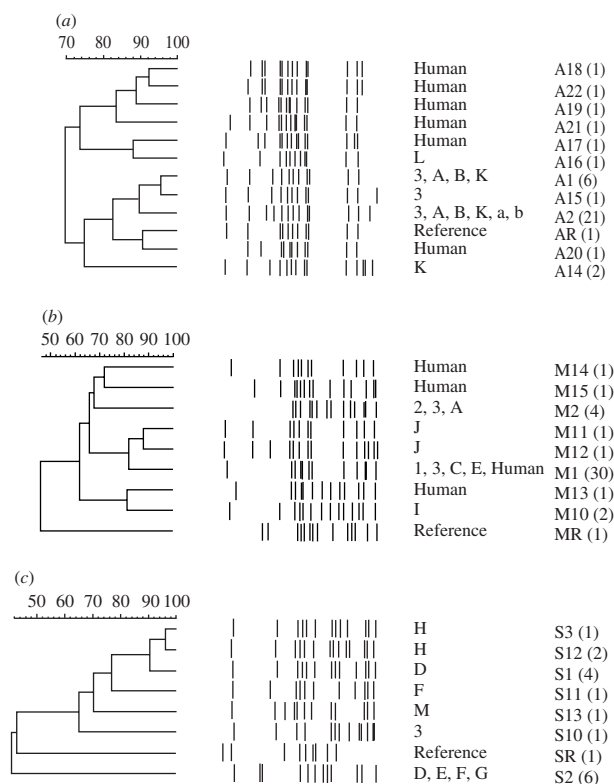 (a)
70 80 90 100
Human A18 (1)
Human A22 (1)
Human A19 (1)
Human A21 (1)
Human A17 (1)
L A16 (1)
3, A, B, K A1 (6)
3 A15 (1)
3, A, B, K, a, b A2 (21)
Reference AR (1)
Human A20 (1)
K A14 (2)
(b)
50 60 70 80 90 100
Human M14 (1)
Human M15 (1)
2, 3, A M2 (4)
J M11 (1)
J M12 (1)
1, 3, C, E, Human M1 (30)
Human M13 (1)
I M10 (2)
Reference MR (1)
(c)
50 60 70 80 90 100
H S3 (1)
H S12 (2)
D S1 (4)
F S11 (1)
M S13 (1)
3 S10 (1)
Reference SR (1)
D, E, F, G S2 (6)